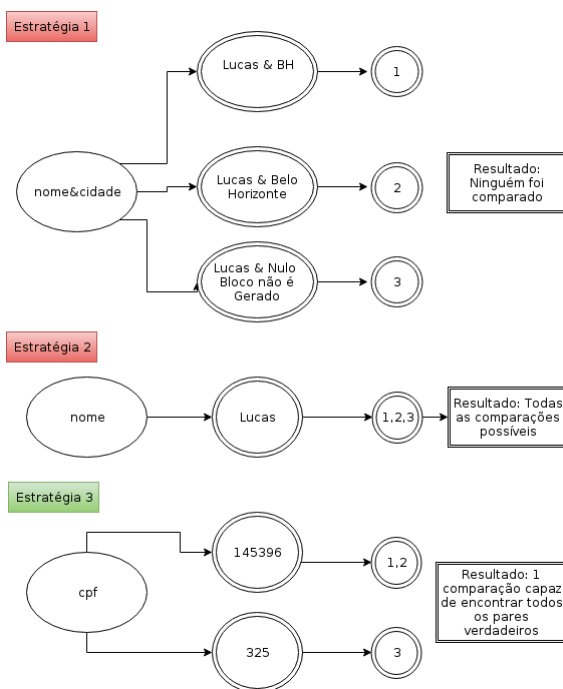 Estratégia 1
Lucas & BH
1
nome&cidade
Lucas & Belo
Horizonte
2
Resultado:
Ninguém foi
comparado
Lucas & Nulo
Bloco não é
Gerado
3
Estratégia 2
nome
Lucas
1,2,3
Resultado: Todas
as comparações
possíveis
Estratégia 3
145396
1,2
cpf
Resultado: 1
comparação capaz
de encontrar todos
os pares
verdadeiros
325
3